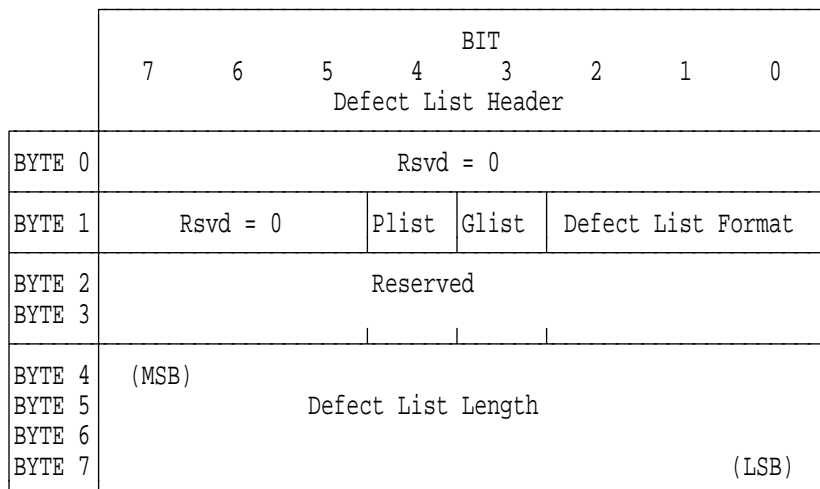 BIT
7 6 5 4 3 2 1 0
Defect List Header
BYTE 0 Rsvd = 0
BYTE 1 Rsvd = 0 Plist Glist Defect List Format
BYTE 2 Reserved
BYTE 3
BYTE 4 (MSB)
BYTE 5 Defect List Length
BYTE 6
BYTE 7 (LSB)